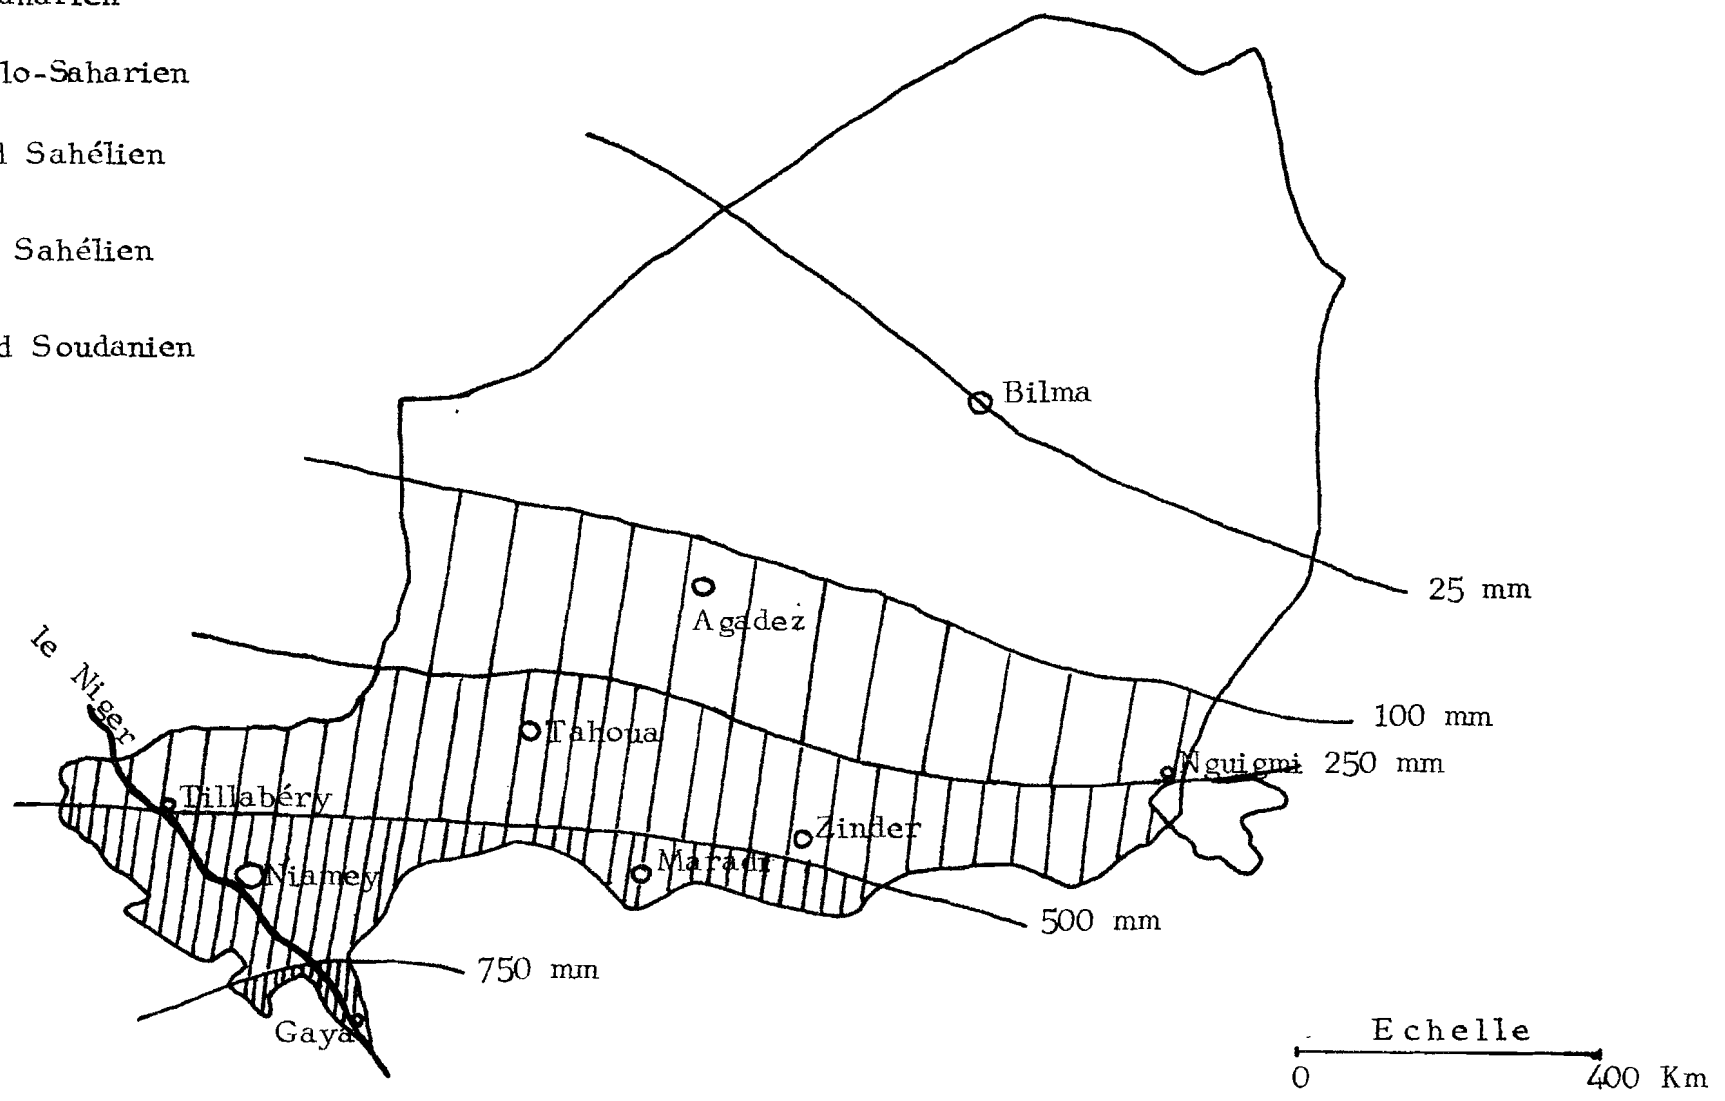 lo-Saharien
Sahélien
Sahélien
Soudanien
Bilma
25 mm
Agadez
le Niger
100 mm
Tahoua
Nguigmi 250 mm
Tillabéry
Zinder
Maradi
Niamey
500 mm
750 mm
Gaya
Echelle
0 400 Km